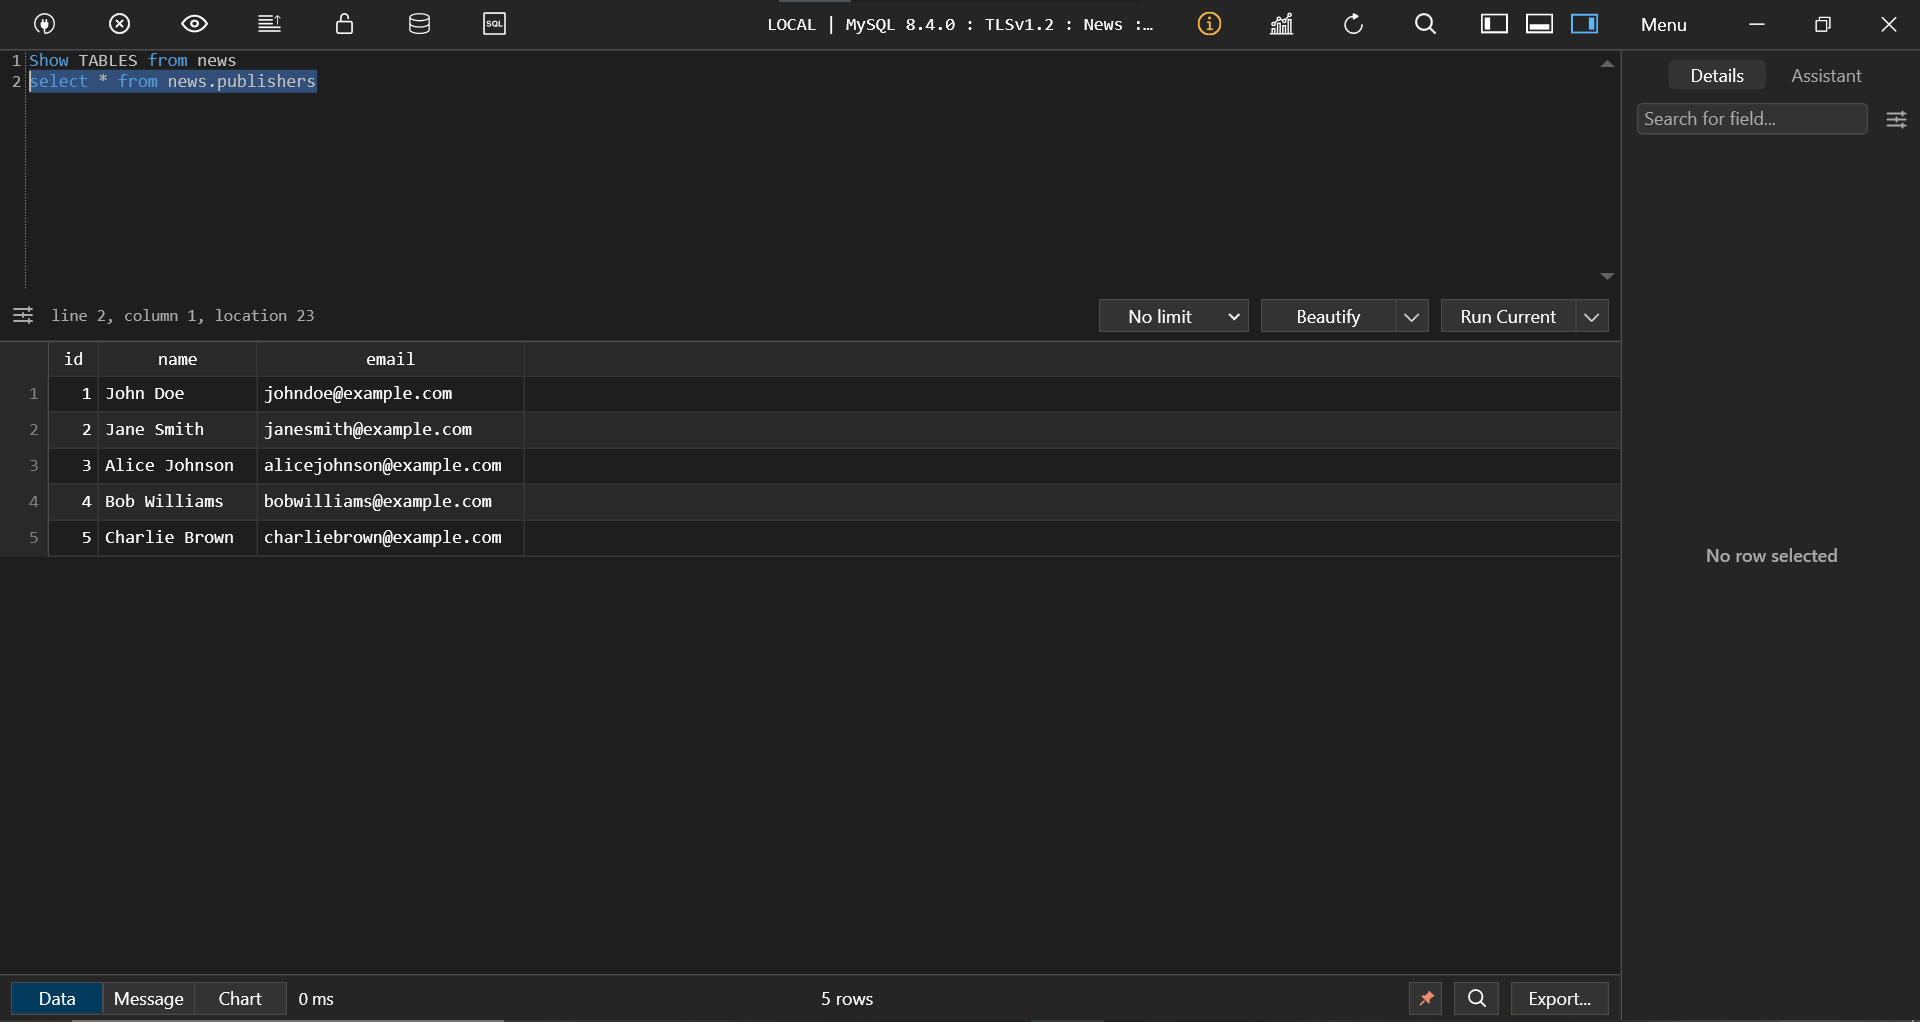 SQL LOCAL | MySQL 8.4.0 : TLSv1.2 : News :... Menu
1 Show TABLES from news
2 select * from news.publishers
Details Assistant
Search for field...
line 2, column 1, location 23 No limit Beautify Run Current
id name email
1 1 John Doe johndoe@example.com
2 2 Jane Smith janesmith@example.com
3 3 Alice Johnson alicejohnson@example.com
4 4 Bob Williams bobwilliams@example.com
5 5 Charlie Brown charliebrown@example.com
No row selected
Data Message Chart 0 ms 5 rows Export...